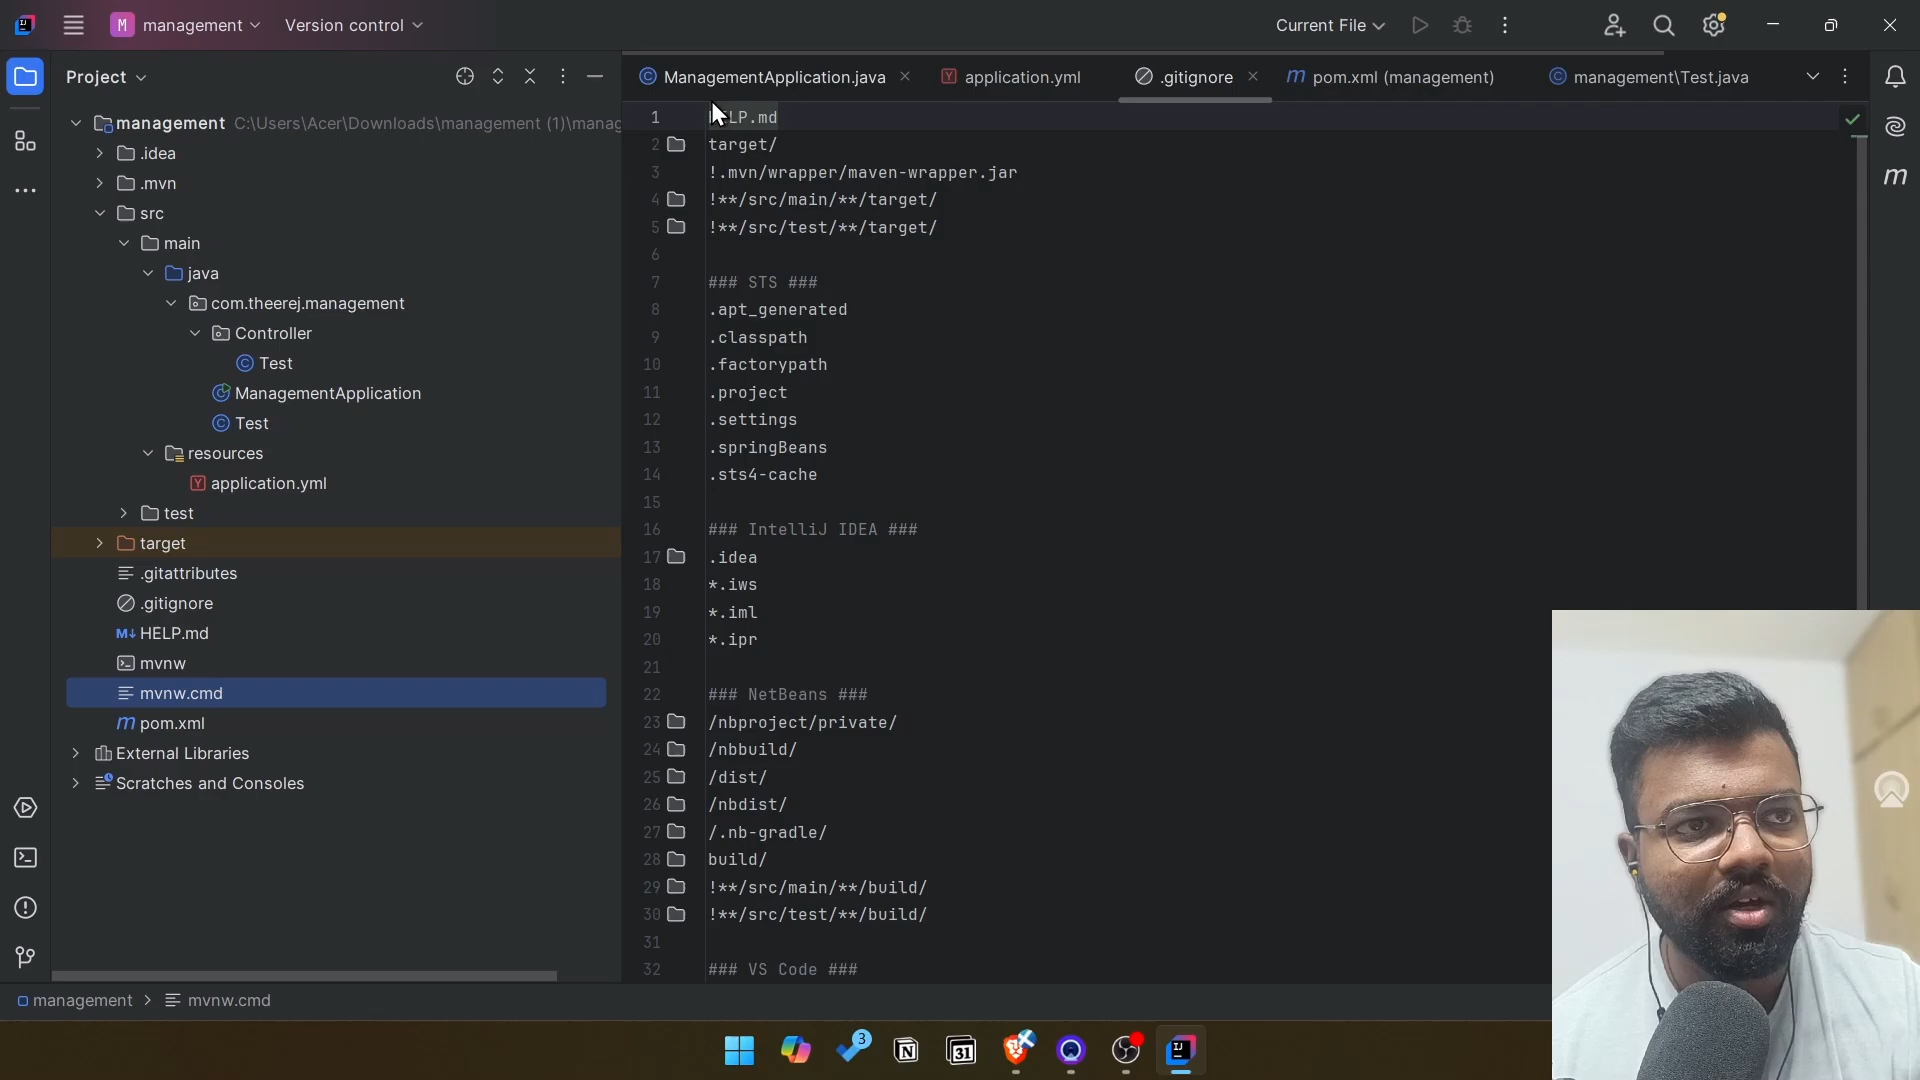 M management Version control Current File
Project
ManagementApplication.java application.yml .gitignore pom.xml (management) management\Test.java
management C:\Users\Acer\Downloads\management (1)\manag
.idea
.mvn
src
main
java
com.theerej.management
Controller
Test
ManagementApplication
Test
resources
application.yml
test
target
.gitattributes
.gitignore
HELP.md
mvnw
mvnw.cmd
pom.xml
External Libraries
Scratches and Consoles
1 HELP.md
2 target/
3 !.mvn/wrapper/maven-wrapper.jar
4 !**/src/main/**/target/
5 !**/src/test/**/target/
6
7 ### STS ###
8 .apt_generated
9 .classpath
10 .factorypath
11 .project
12 .settings
13 .springBeans
14 .sts4-cache
15
16 ### IntelliJ IDEA ###
17 .idea
18 *.iws
19 *.iml
20 *.ipr
21
22 ### NetBeans ###
23 /nbproject/private/
24 /nbbuild/
25 /dist/
26 /nbdist/
27 /.nb-gradle/
28 build/
29 !**/src/main/**/build/
30 !**/src/test/**/build/
31
32 ### VS Code ###
management > mvnw.cmd
3
31